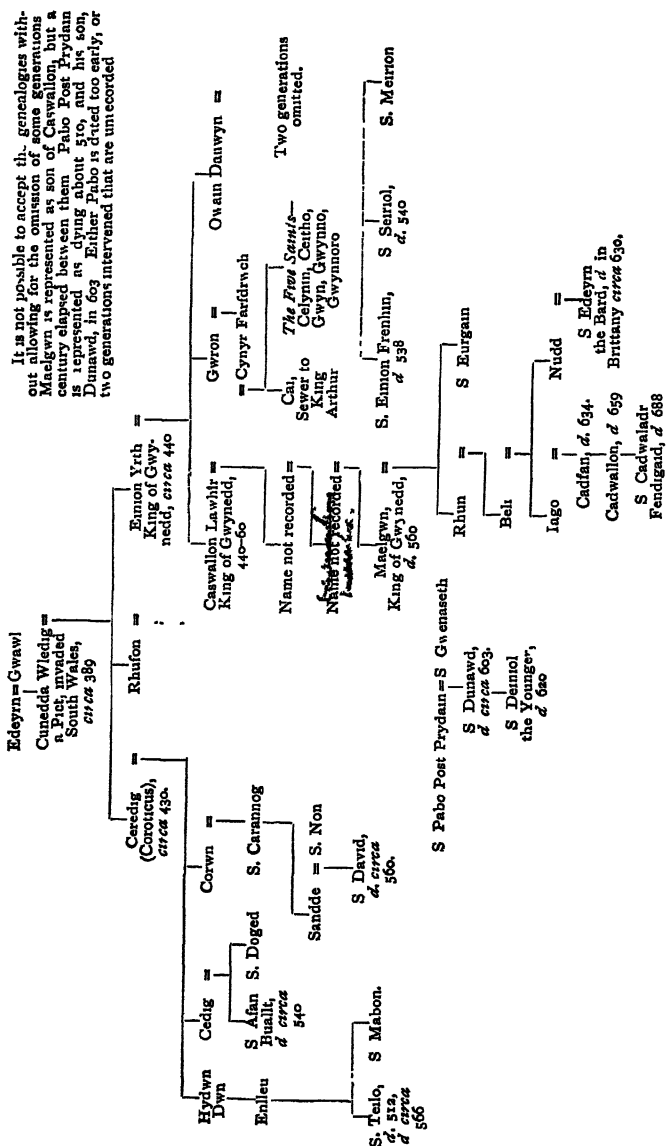 It is not possible to accept the genealogies with-
out allowing for the omission of some generations
Maelgwn is represented as son of Caswallon, but a
century elapsed between them Pabo Post Prydain
is represented as dying about 510, and his son,
Dunawd, in 603 Either Pabo is dated too early, or
two generations intervened that are unrecorded
Edeyrn=Gwawl
Cunedda Wledig =
a Pict, invaded
South Wales,
circa 389
Ceredig =
(Coroticus),
circa 430.
Rhufon =
Einion Yrth =
King of Gwy-
nedd, circa 440
Hydwn
Dwn
Cedig =
Corwn =
Caswallon Lawhir =
King of Gwynedd,
440-60
Gwron =
Owain Danwyn =
Enlleu
S Afan
Buallt,
d circa
540
S. Doged
S. Carannog
Name not recorded =
= Cynyr Farfdrwch
Two generations
omitted.
Sandde = S. Non
Name not recorded =
Cai,
Sewer to
King
Arthur
The Five Saints—
Celynin, Ceitho,
Gwyn, Gwynno,
Gwynnoro
S. Teilo,
d. 512,
d circa
566
S Mabon.
S David,
d. circa
560.
Maelgwn, =
King of Gwynedd,
d. 560
S. Einion Frenhin,
d 538
S Seiriol,
d. 540
S. Meirion
Rhun =
S Eurgain
Beli =
Iago =
Nudd =
Cadfan, d. 634.
Cadwallon, d 659
S Cadwaladr
Fendigaid, d 688
S Edeyrn
the Bard, d in
Brittany circa 630.
S Pabo Post Prydain=S Gwenaseth
S Dunawd,
d circa 603.
S Deiniol
the Younger,
d 620